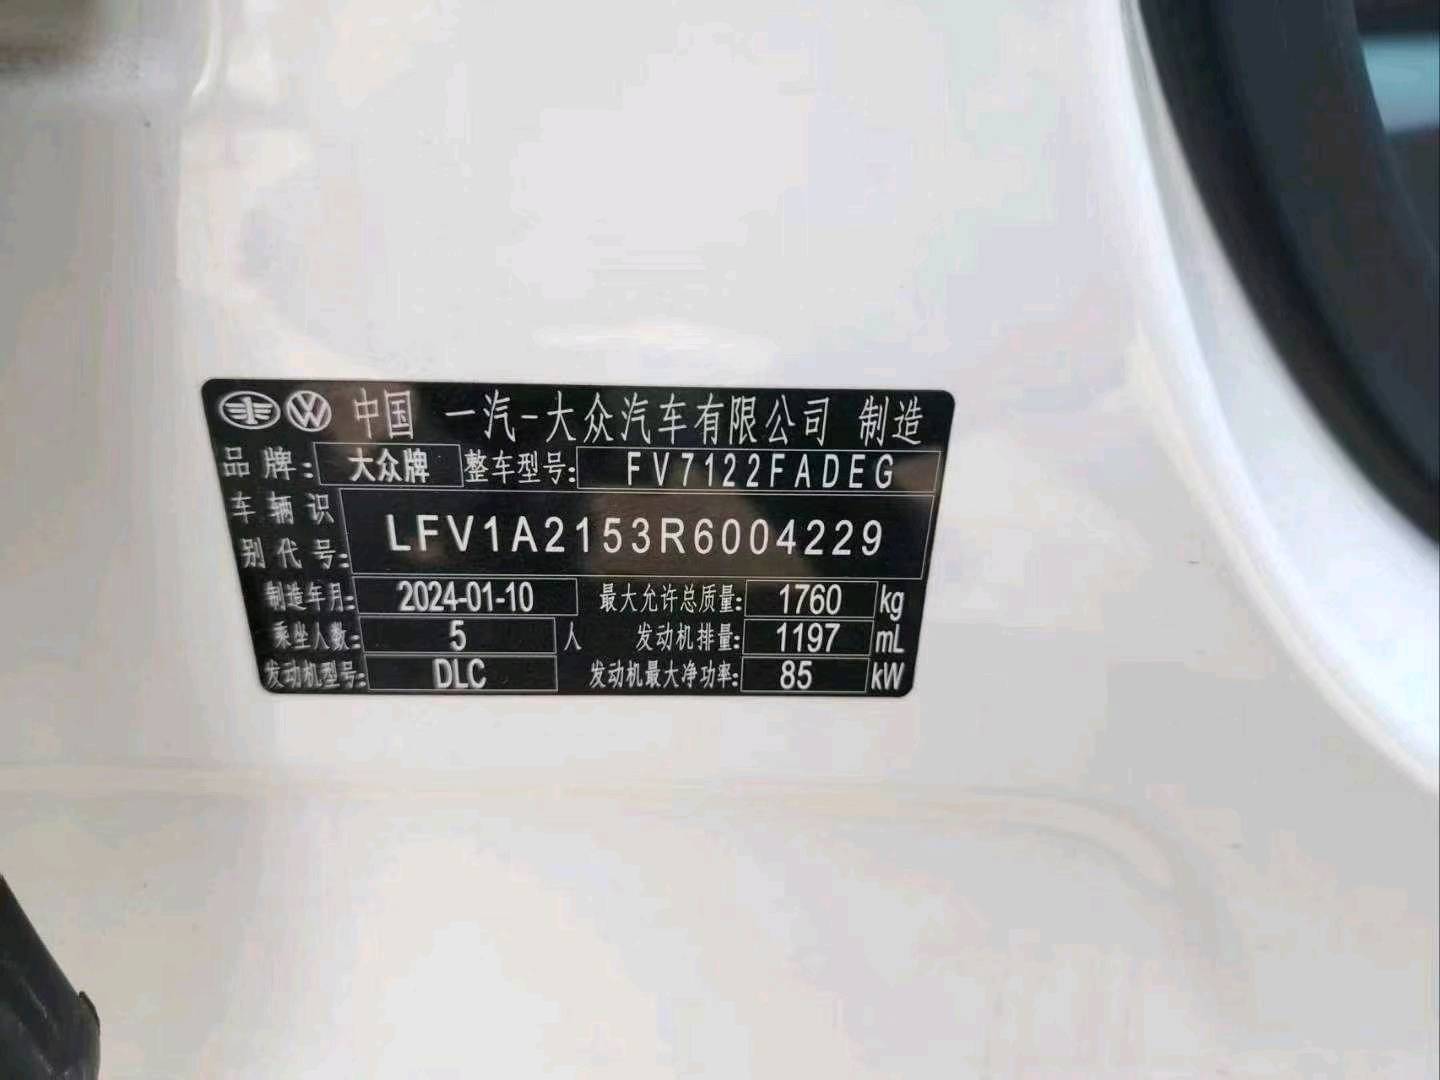 中国 一汽-大众汽车有限公司 制造
品牌: 大众牌 整车型号: FV7122FADEG
车辆识别代号: LFV1A2153R6004229
制造年月: 2024-01-10 最大允许总质量: 1760 kg
乘坐人数: 5 人 发动机排量: 1197 mL
发动机型号: DLC 发动机最大净功率: 85 kW